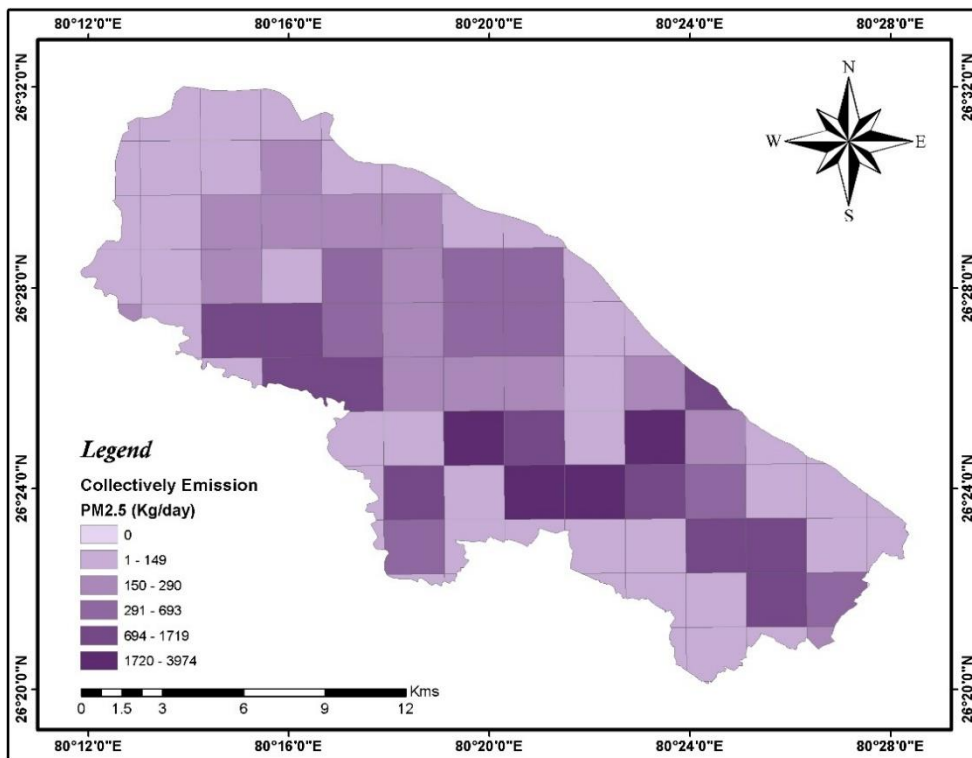 80°12'0"E 80°16'0"E 80°20'0"E 80°24'0"E 80°28'0"E
26°32'0"N
26°32'0"N
N
W E
S
26°28'0"N
26°28'0"N
Legend
Collectively Emission
PM2.5 (Kg/day)
0
1 - 149
150 - 290
291 - 693
694 - 1719
1720 - 3974
26°24'0"N
26°24'0"N
Kms
0 1.5 3 6 9 12
26°20'0"N
26°20'0"N
80°12'0"E 80°16'0"E 80°20'0"E 80°24'0"E 80°28'0"E